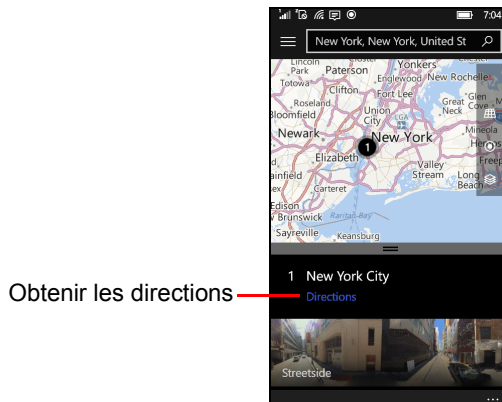 7:04
New York, New York, United St
Lincoln Park
Paterson
Yonkers
Totowa
Englewood
New Rochelle
Clifton
Fort Lee
Roseland
Great Neck
Glen Cove
Bloomfield
Union City
LGA
Newark
New York
Mineola
1
Elizabeth
Valley Stream
Long Beach
Carteret
Edison
Brunswick
Raritan Bay
Sayreville
Keansburg
1 New York City
Obtenir les directions
Directions
Streetside
...